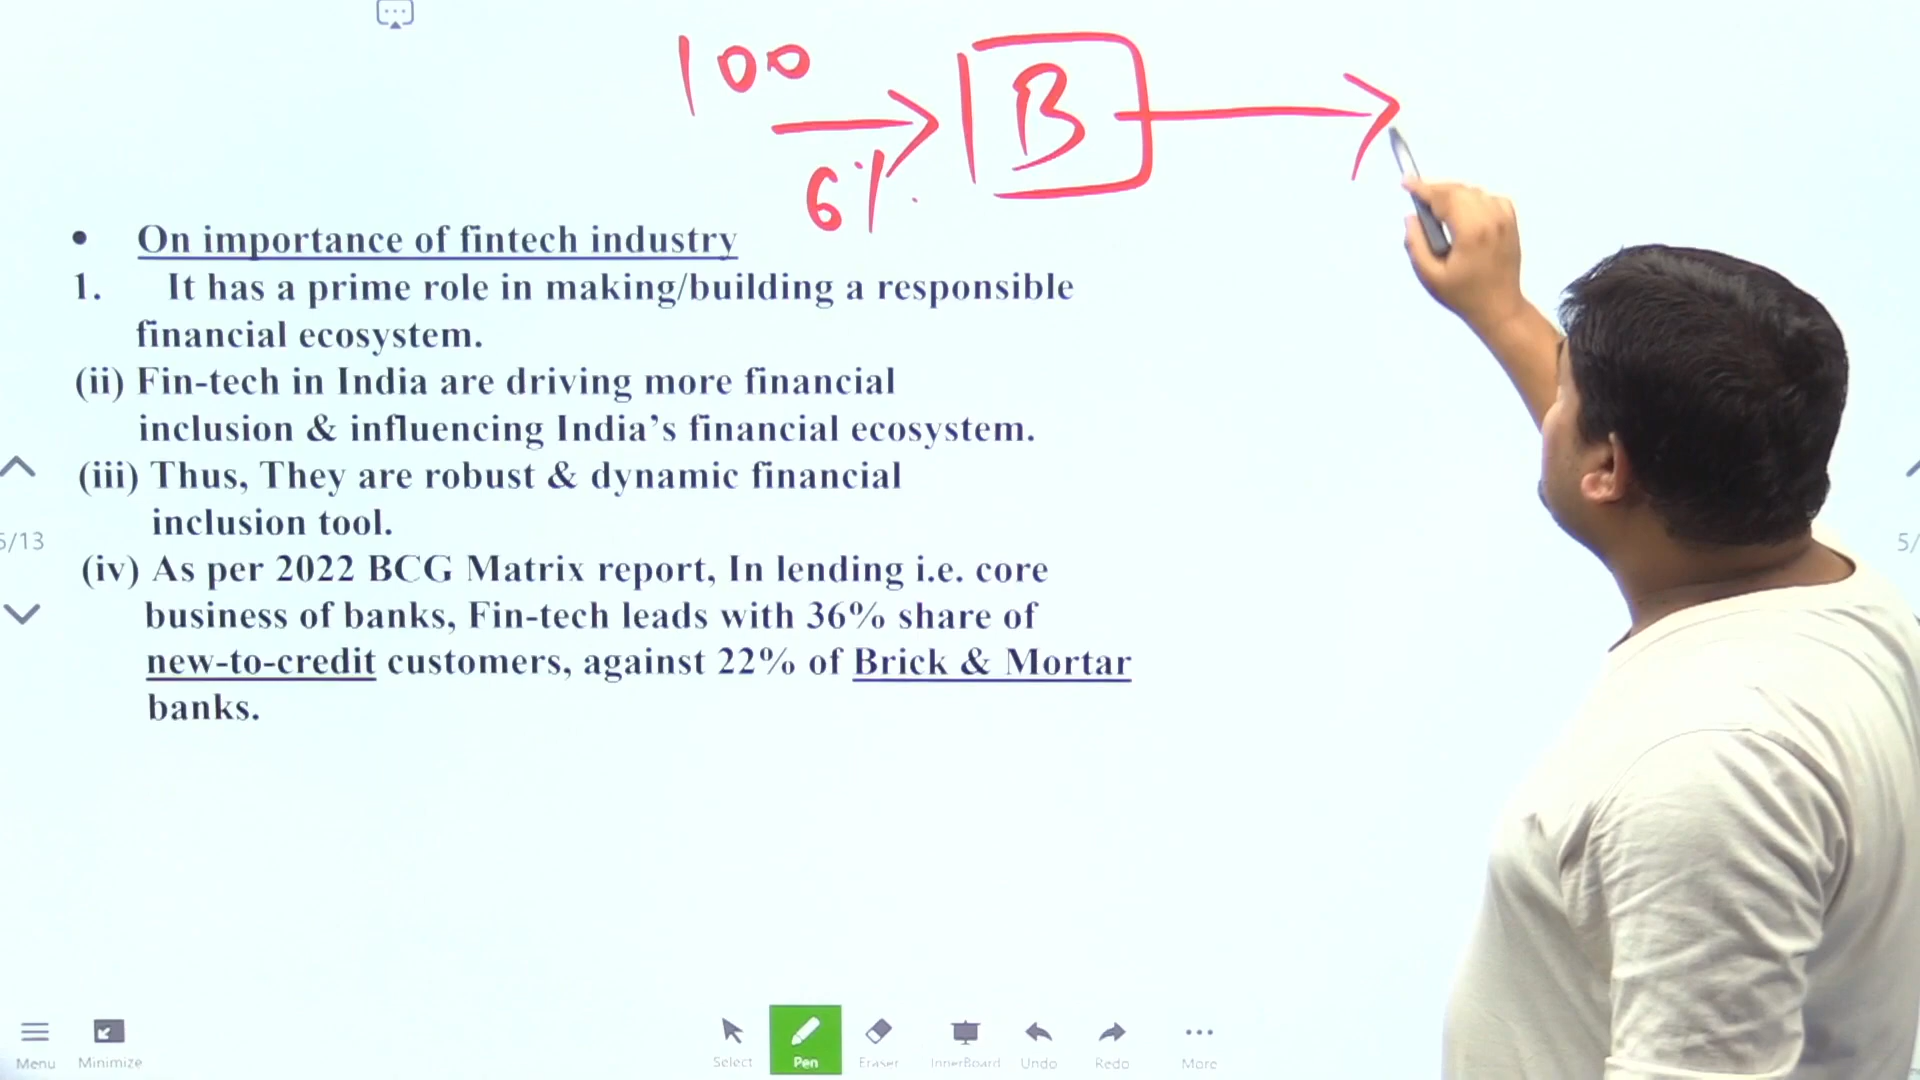 100
B
6%
• On importance of fintech industry
1. It has a prime role in making/building a responsible
financial ecosystem.
(ii) Fin-tech in India are driving more financial
inclusion & influencing India’s financial ecosystem.
(iii) Thus, They are robust & dynamic financial
inclusion tool.
(iv) As per 2022 BCG Matrix report, In lending i.e. core
business of banks, Fin-tech leads with 36% share of
new-to-credit customers, against 22% of Brick & Mortar
banks.
5/13
5/
Menu
Minimize
Select
Pen
Eraser
InnerBoard
Undo
Redo
More